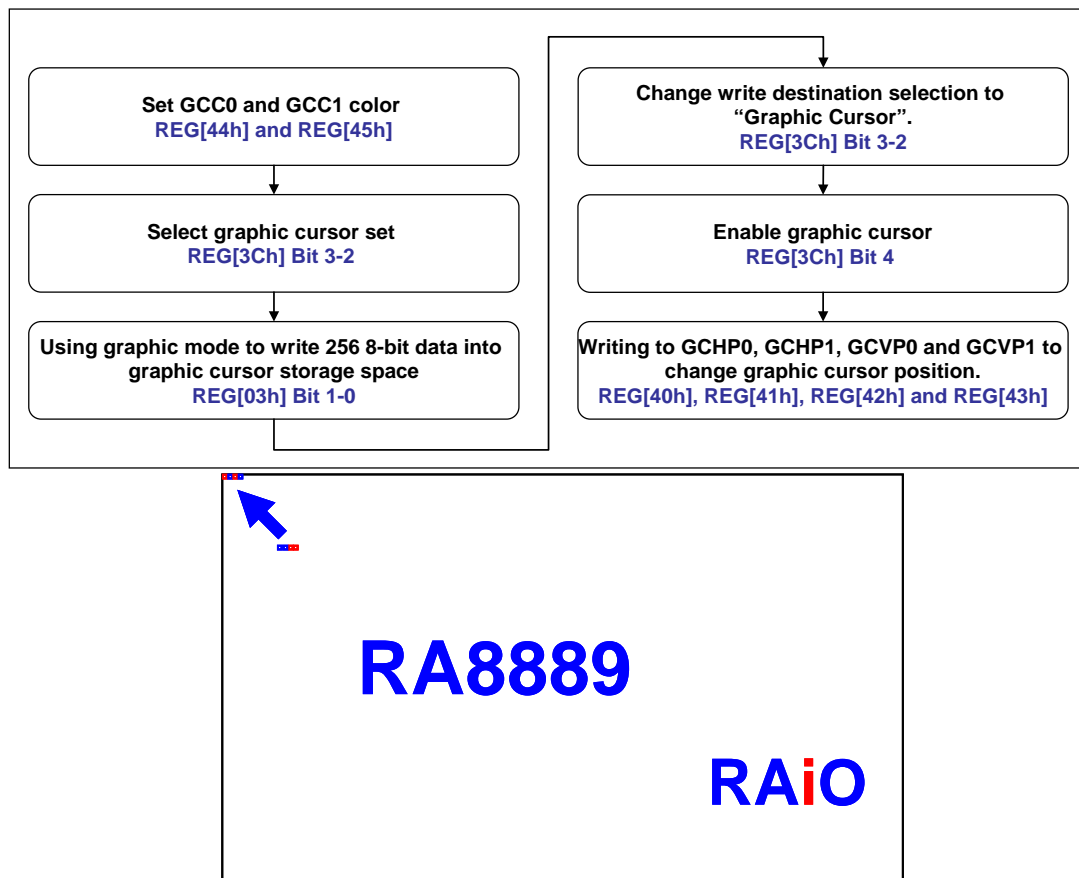 Set GCC0 and GCC1 color
REG[44h] and REG[45h]
Select graphic cursor set
REG[3Ch] Bit 3-2
Using graphic mode to write 256 8-bit data into
graphic cursor storage space
REG[03h] Bit 1-0
Change write destination selection to
“Graphic Cursor”.
REG[3Ch] Bit 3-2
Enable graphic cursor
REG[3Ch] Bit 4
Writing to GCHP0, GCHP1, GCVP0 and GCVP1 to
change graphic cursor position.
REG[40h], REG[41h], REG[42h] and REG[43h]
RA8889
RAiO